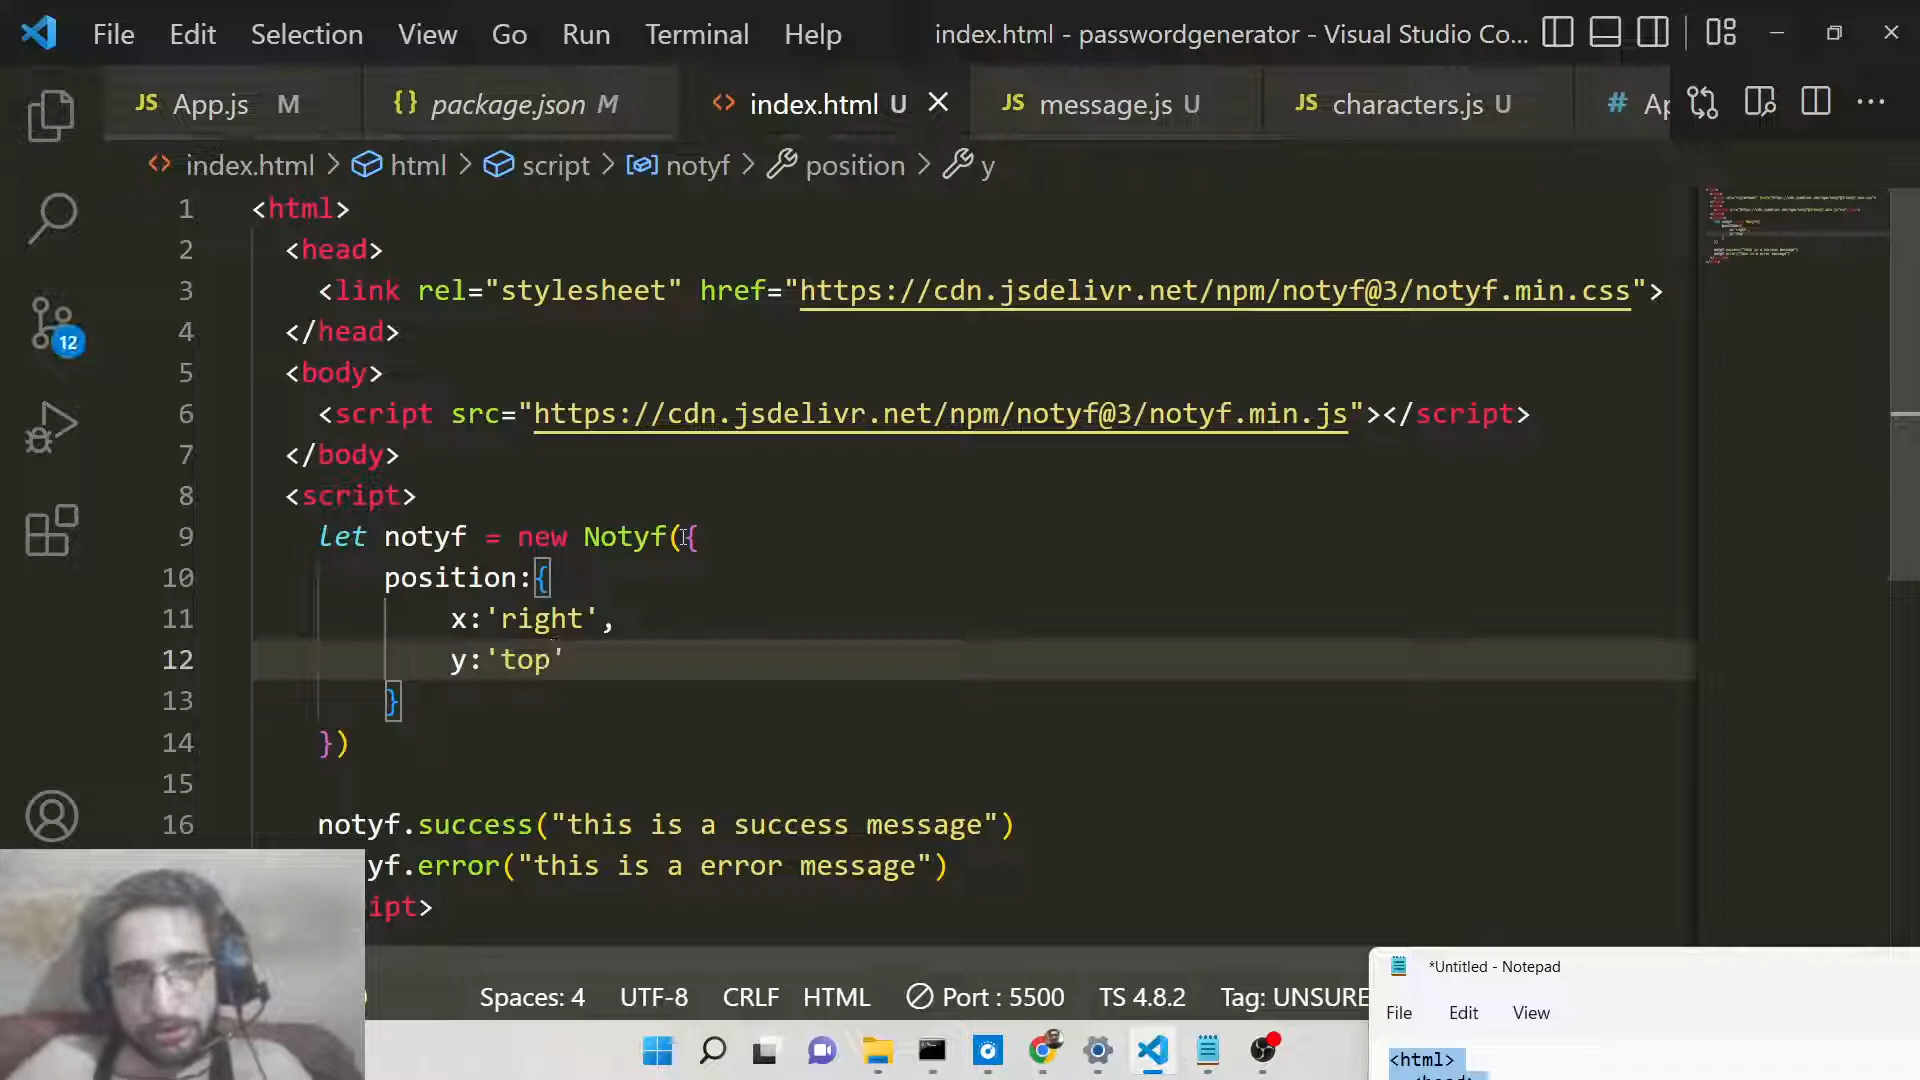 File Edit Selection View Go Run Terminal Help index.html - passwordgenerator - Visual Studio Co...
JS App.js M {} package.json M <> index.html U JS message.js U JS characters.js U # Ap
<> index.html > html > script > notyf > position > y
1 <html>
2 <head>
3 <link rel="stylesheet" href="https://cdn.jsdelivr.net/npm/notyf@3/notyf.min.css">
4 </head>
5 <body>
6 <script src="https://cdn.jsdelivr.net/npm/notyf@3/notyf.min.js"></script>
7 </body>
8 <script>
9 let notyf = new Notyf({
10 position:{
11 x:'right',
12 y:'top'
13 }
14 })
15
16 notyf.success("this is a success message")
yf.error("this is a error message")
ipt>
12
Spaces: 4 UTF-8 CRLF HTML Port : 5500 TS 4.8.2 Tag: UNSURE
*Untitled - Notepad
File Edit View
<html>